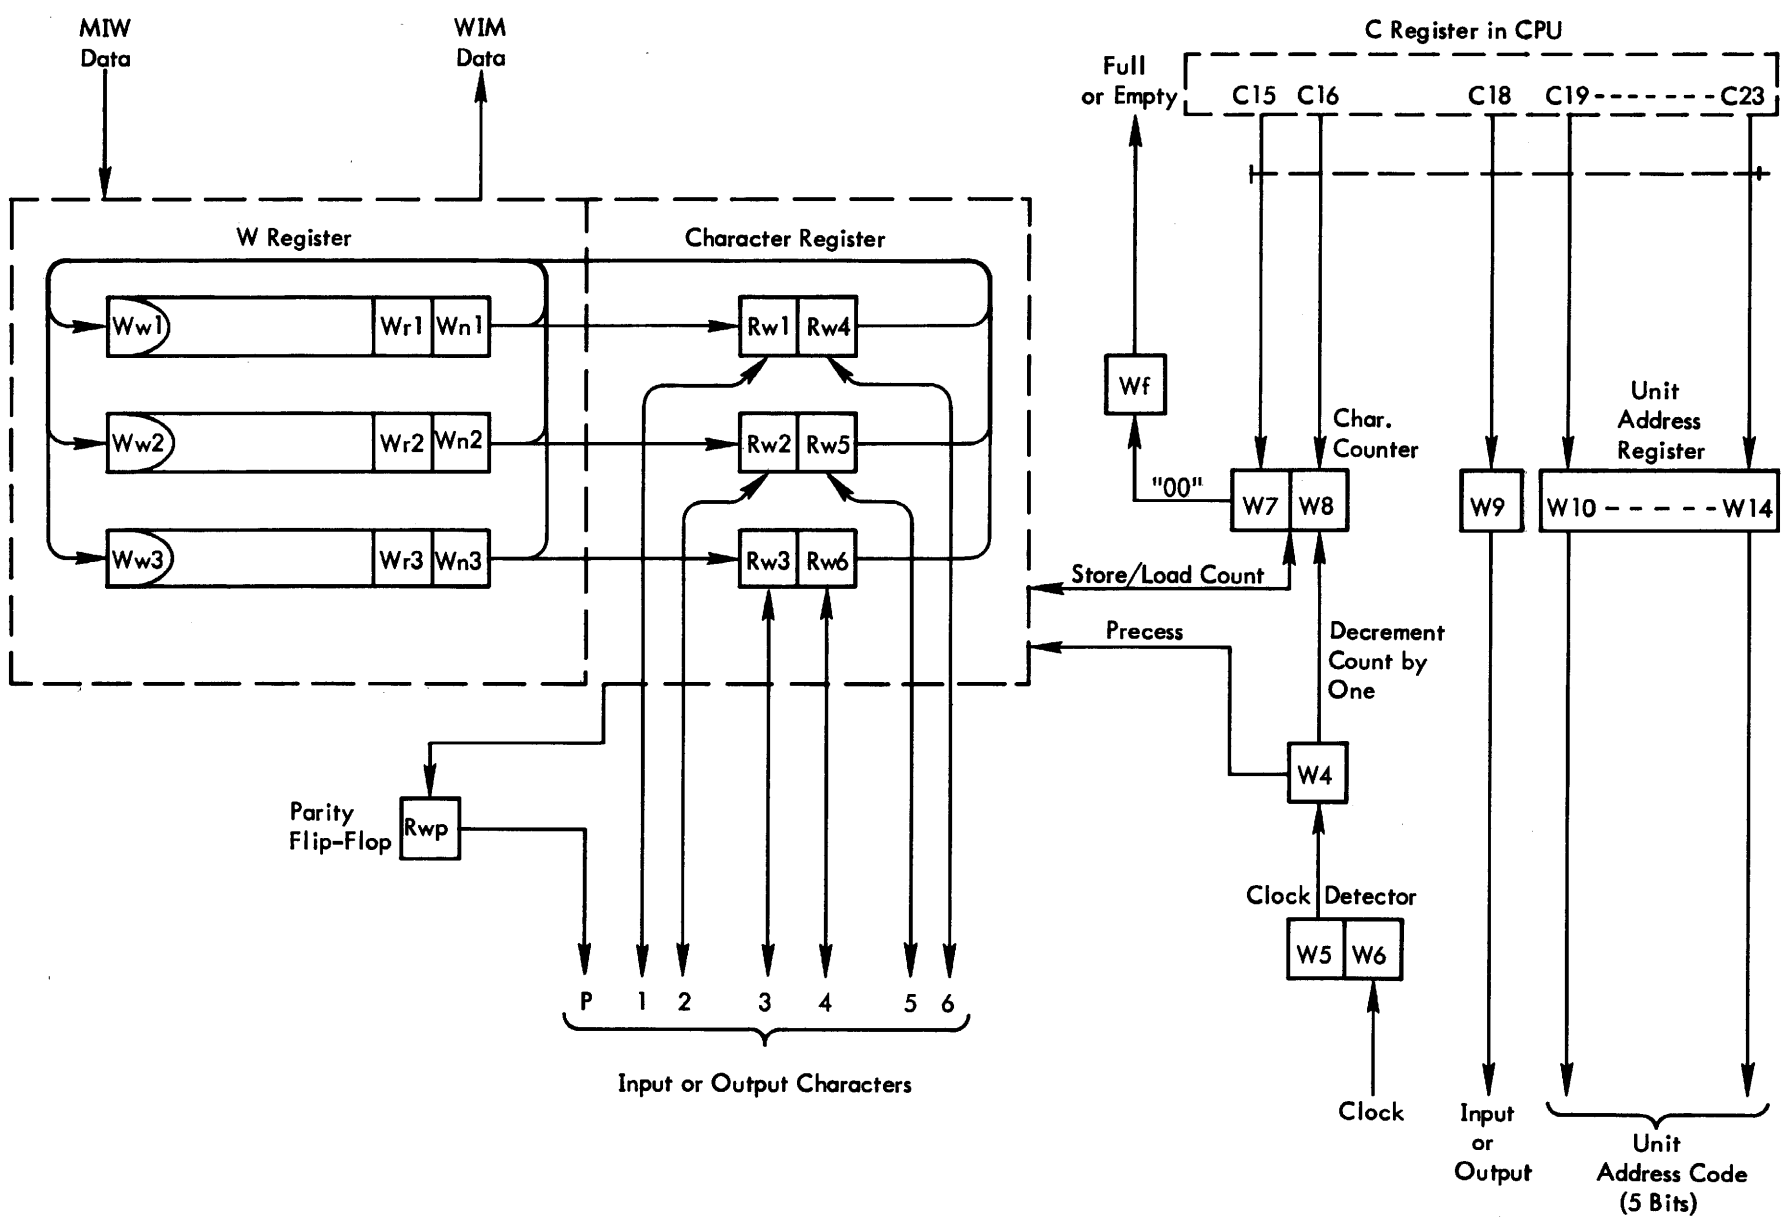 MIW
Data
WIM
Data
C Register in CPU
Full
or Empty
C15 C16 C18 C19 - - - - - - - C23
W Register
Character Register
Ww1 Wr1 Wn1
Rw1 Rw4
Ww2 Wr2 Wn2
Rw2 Rw5
Ww3 Wr3 Wn3
Rw3 Rw6
Wf
Char.
Counter
Unit
Address
Register
"00"
W7 W8
W9
W10 - - - - - W14
Store/Load Count
Precess
Decrement
Count by
One
W4
Parity
Flip-Flop
Rwp
Clock Detector
W5 W6
P 1 2 3 4 5 6
Input or Output Characters
Clock
Input
or
Output
Unit
Address Code
(5 Bits)